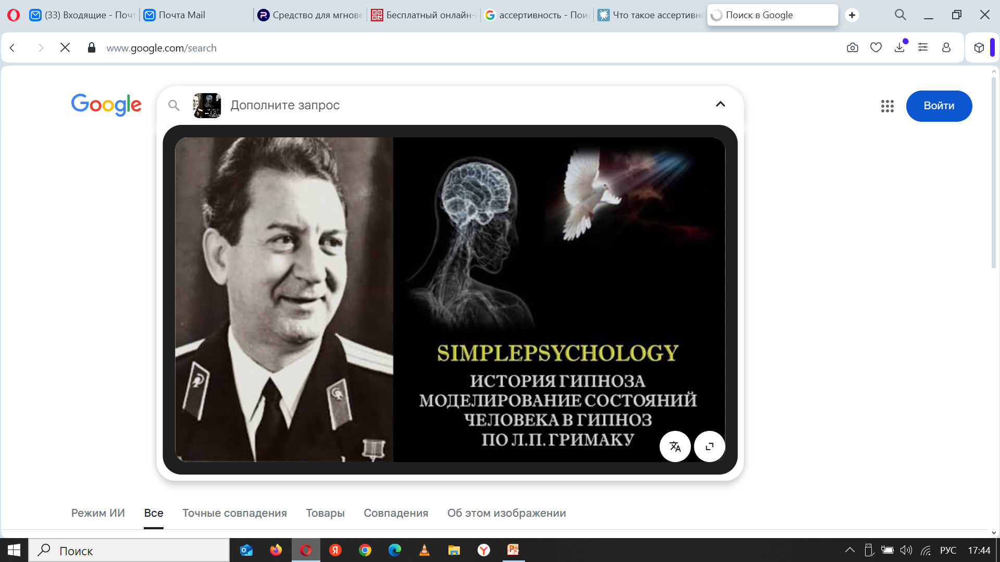 (33) Входящие - Почт
Почта Mail
Средство для мгнове
Бесплатный онлайн-
ассертивность - Пои
Что такое ассертивно
Поиск в Google
www.google.com/search
Google
Дополните запрос
Войти
SIMPLEPSYCHOLOGY
ИСТОРИЯ ГИПНОЗА
МОДЕЛИРОВАНИЕ СОСТОЯНИЙ
ЧЕЛОВЕКА В ГИПНОЗ
ПО Л.П. ГРИМАКУ
Режим ИИ
Все
Точные совпадения
Товары
Совпадения
Об этом изображении
Поиск
РУС
17:44